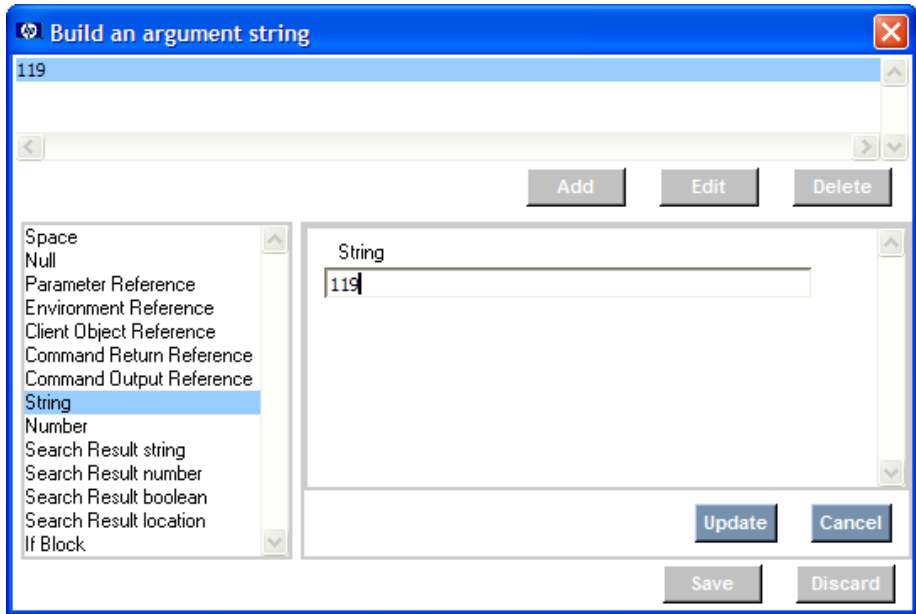 hp Build an argument string
119
Add Edit Delete
Space
Null
Parameter Reference
Environment Reference
Client Object Reference
Command Return Reference
Command Output Reference
String
Number
Search Result string
Search Result number
Search Result boolean
Search Result location
If Block
String
119
Update Cancel
Save Discard